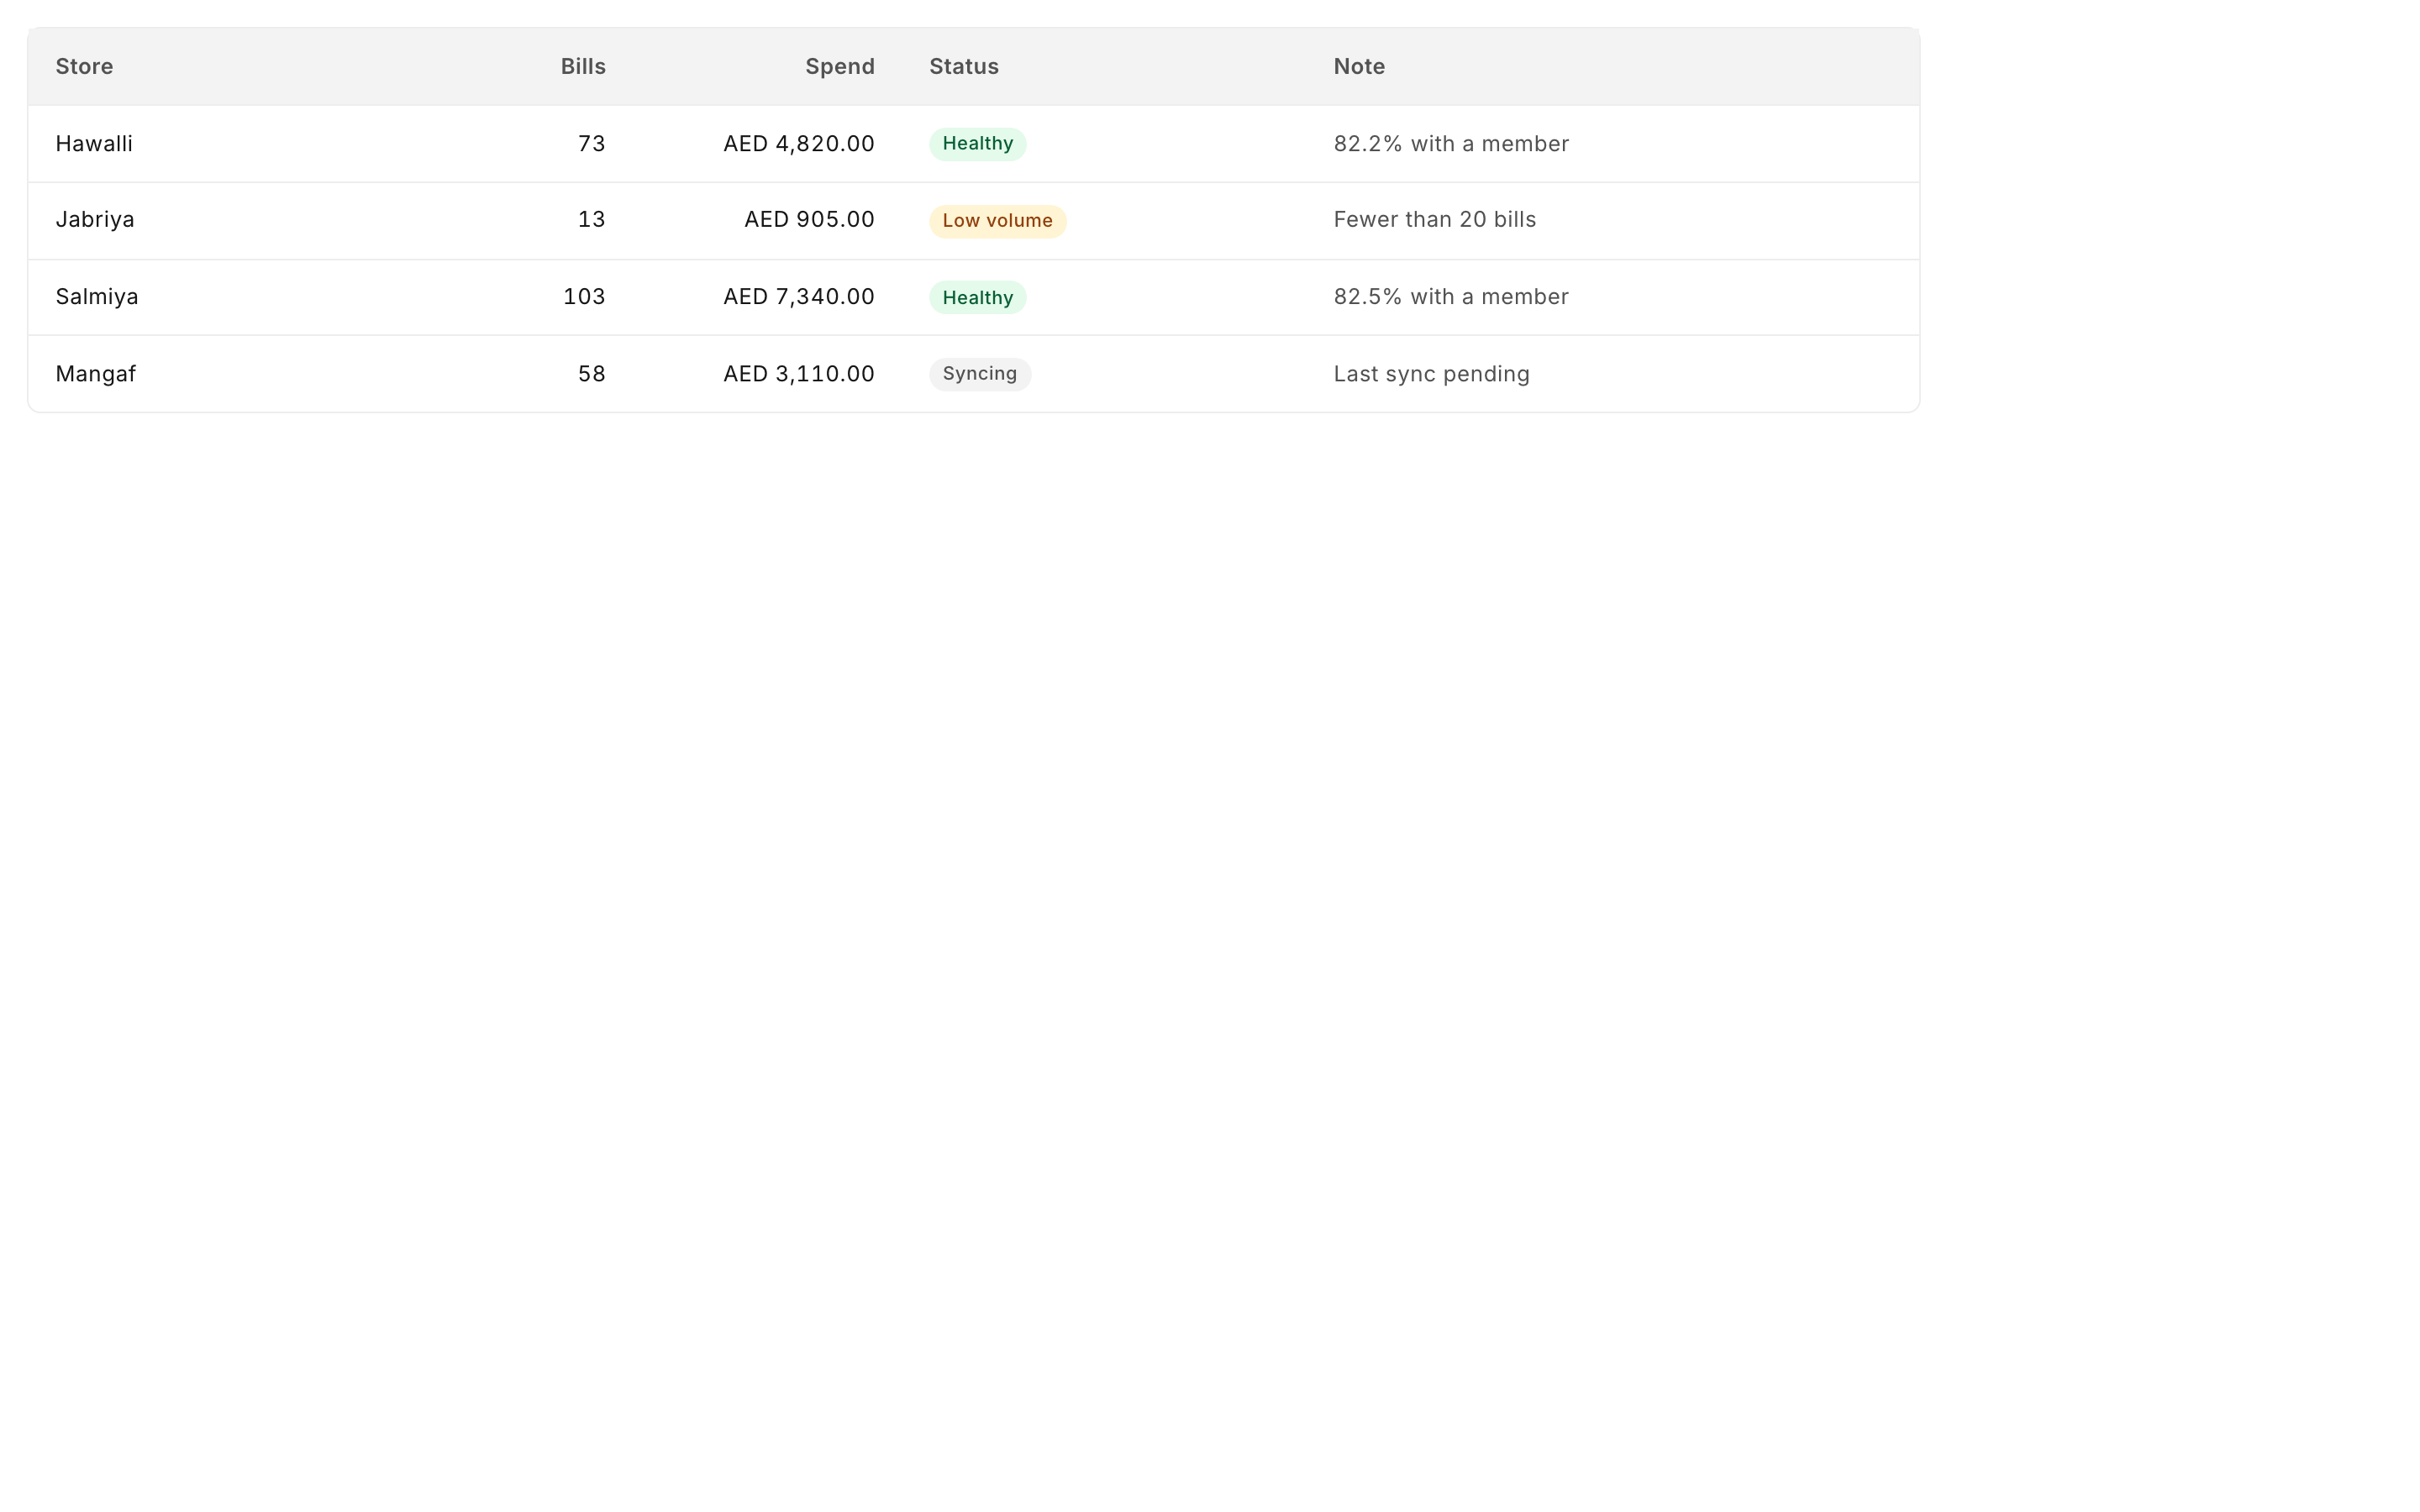 Store Bills Spend Status Note
Hawalli 73 AED 4,820.00 Healthy 82.2% with a member
Jabriya 13 AED 905.00 Low volume Fewer than 20 bills
Salmiya 103 AED 7,340.00 Healthy 82.5% with a member
Mangaf 58 AED 3,110.00 Syncing Last sync pending